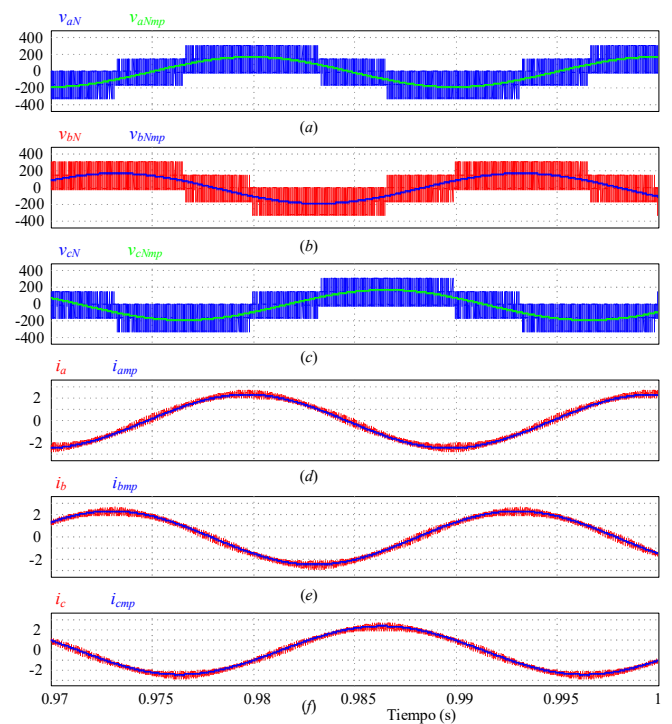 v_aN v_aNmp
400
200
0
-200
-400
(a)
v_bN v_bNmp
400
200
0
-200
-400
(b)
v_cN v_cNmp
400
200
0
-200
-400
(c)
i_a i_amp
2
0
-2
(d)
i_b i_bmp
2
0
-2
(e)
i_c i_cmp
2
0
-2
0.97 0.975 0.98 0.985 0.99 0.995 1
(f) Tiempo (s)